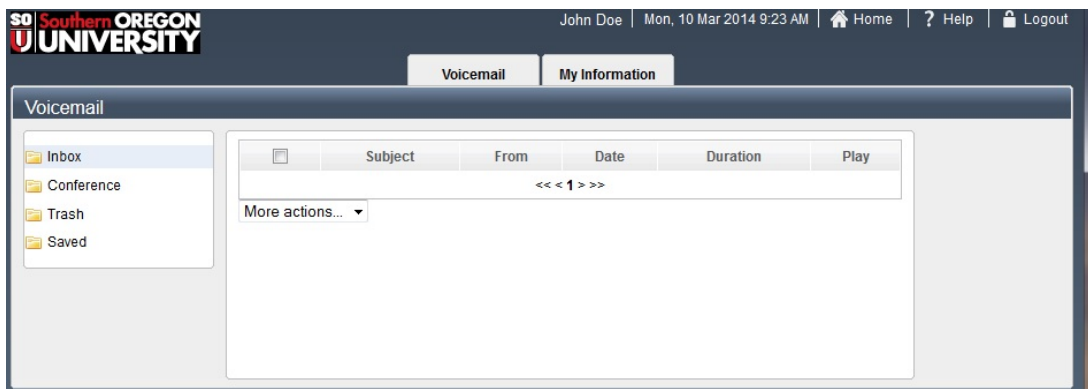 SO Southern OREGON
U UNIVERSITY
John Doe | Mon, 10 Mar 2014 9:23 AM | Home | ? Help | Logout
Voicemail My Information
Voicemail
Inbox
Conference
Trash
Saved
Subject From Date Duration Play
<< < 1 > >>
More actions...